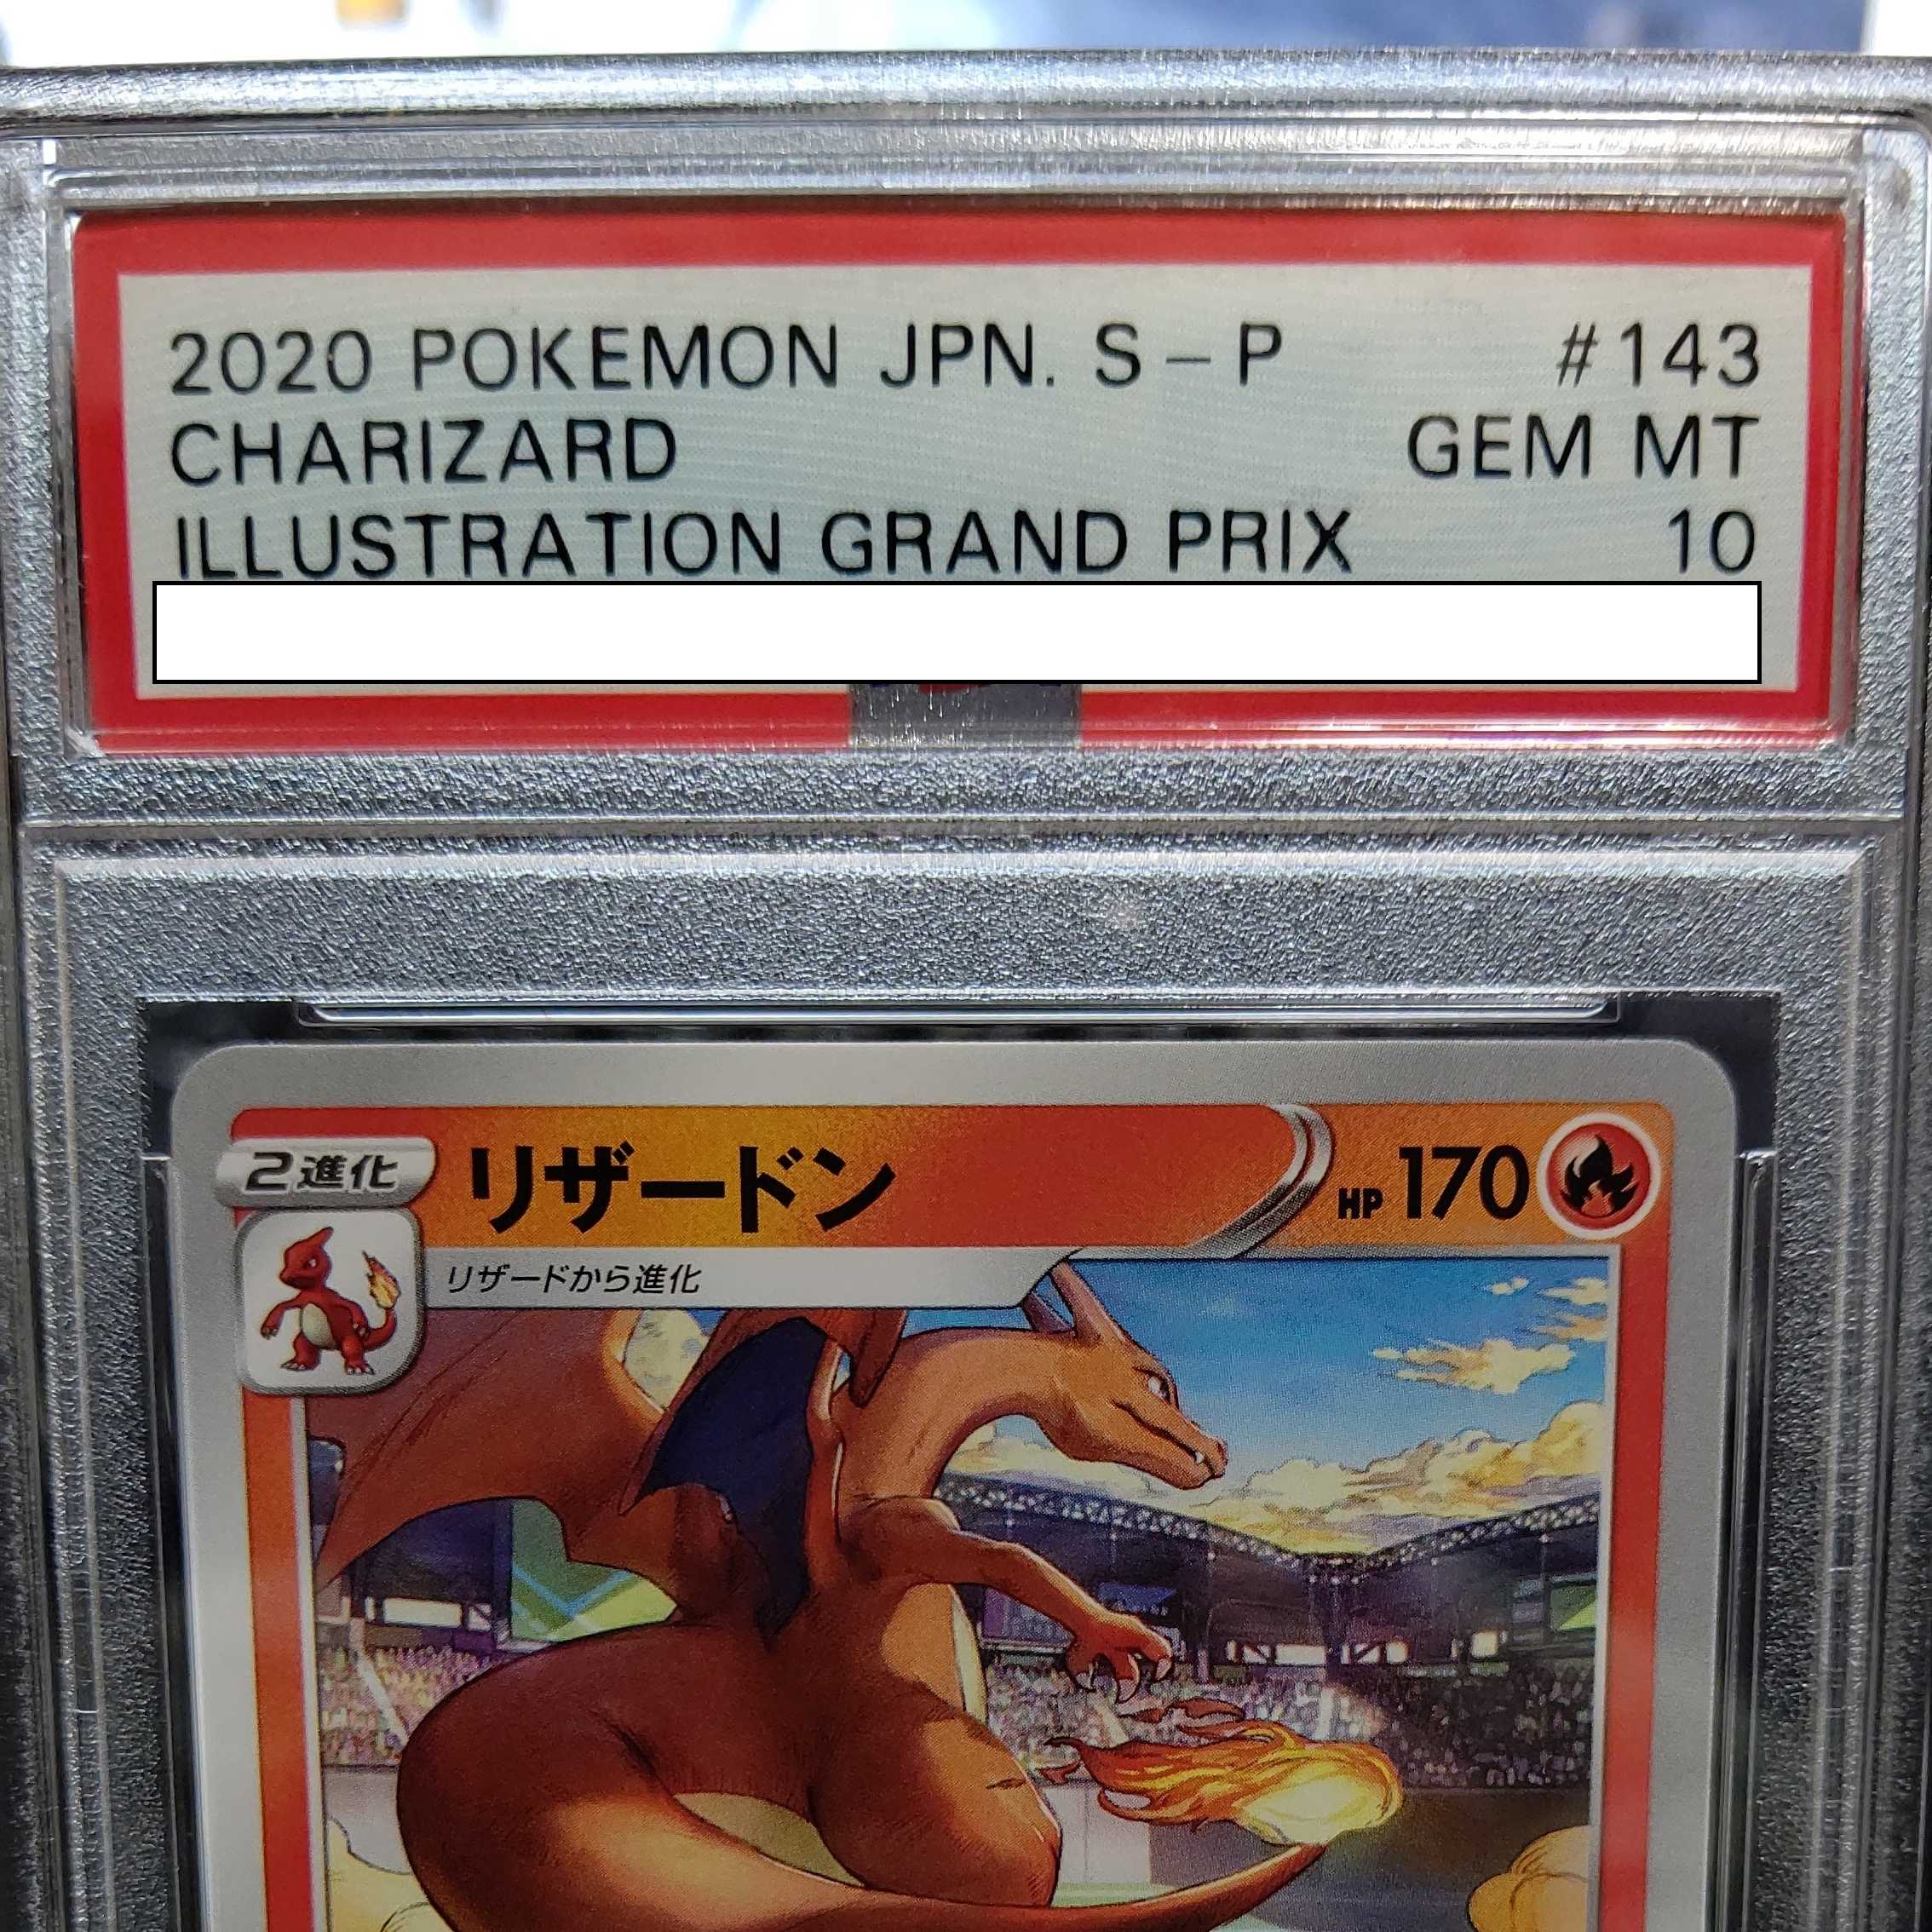 2020 POKEMON JPN. S-P #143
CHARIZARD GEM MT
ILLUSTRATION GRAND PRIX 10
2進化 リザードン HP 170
リザードから進化